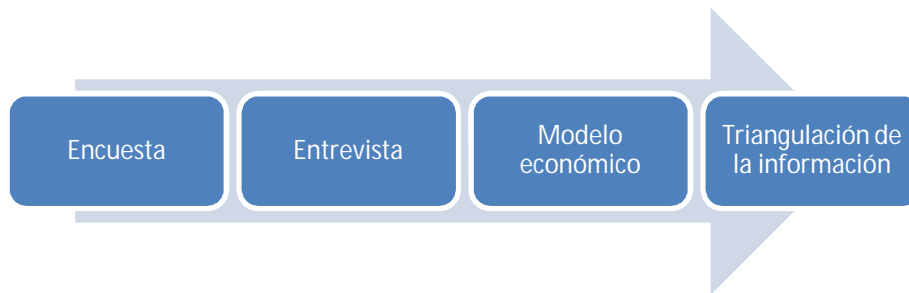 Encuesta
Entrevista
Modelo
económico
Triangulación de
la información